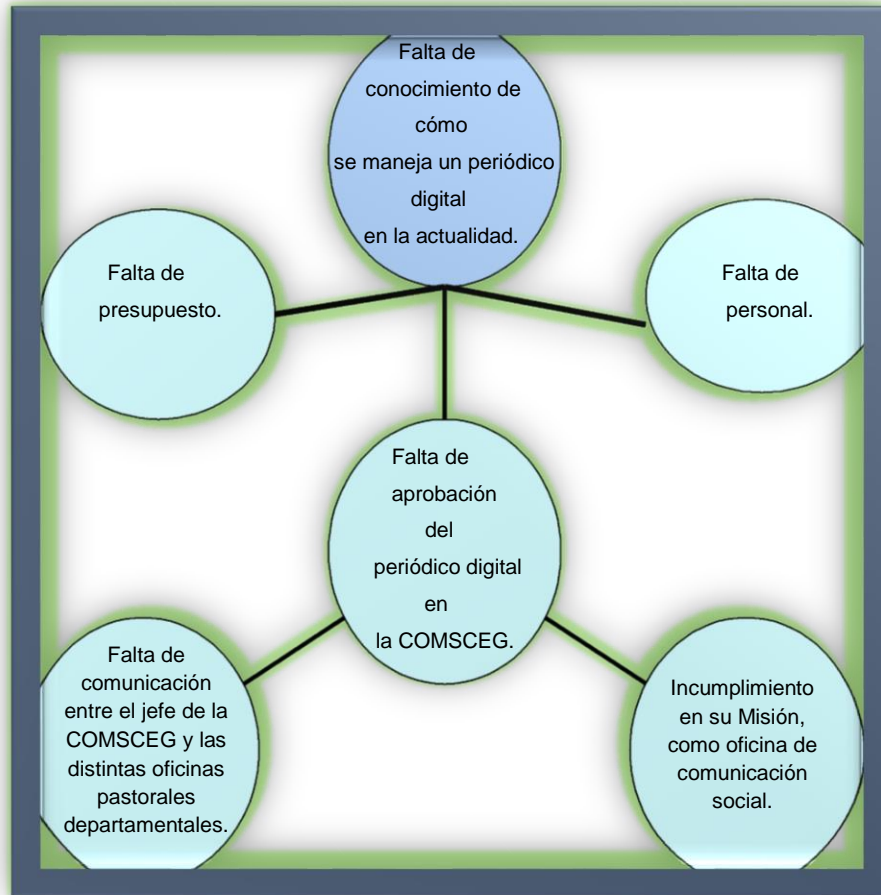 Falta de
conocimiento de
cómo
se maneja un periódico
digital
en la actualidad.
Falta de
presupuesto.
Falta de
personal.
Falta de
aprobación
del
periódico digital
en
la COMSCEG.
Falta de
comunicación
entre el jefe de la
COMSCEG y las
distintas oficinas
pastorales
departamentales.
Incumplimiento
en su Misión,
como oficina de
comunicación
social.